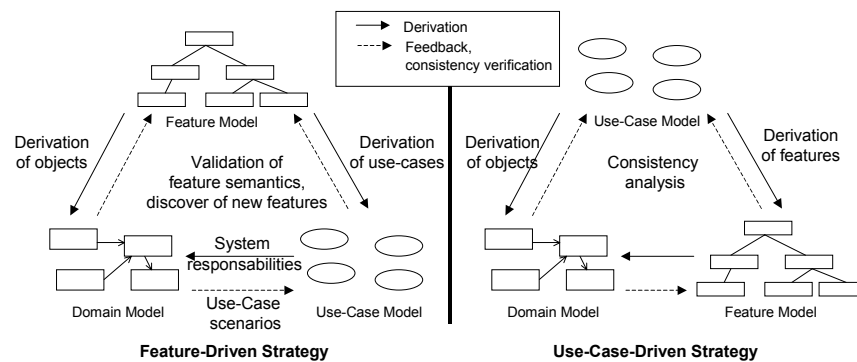 Derivation
Feedback,
consistency verification
Feature Model
Derivation
of objects
Derivation
of use-cases
Validation of
feature semantics,
discover of new features
System
responsabilities
Domain Model
Use-Case
scenarios
Use-Case Model
Feature-Driven Strategy
Use-Case Model
Derivation
of objects
Derivation
of features
Consistency
analysis
Domain Model
Feature Model
Use-Case-Driven Strategy